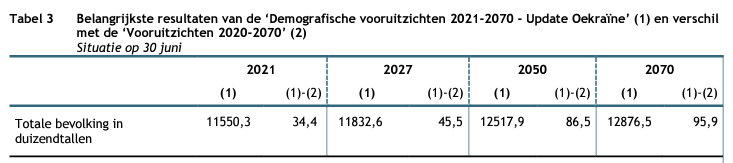 Tabel 3 Belangrijkste resultaten van de ‘Demografische vooruitzichten 2021-2070 - Update Oekraïne’ (1) en verschil
met de ‘Vooruitzichten 2020-2070’ (2)
Situatie op 30 juni
2021 2027 2050 2070
(1) (1)-(2) (1) (1)-(2) (1) (1)-(2) (1) (1)-(2)
Totale bevolking in 11550,3 34,4 11832,6 45,5 12517,9 86,5 12876,5 95,9
duizendtallen